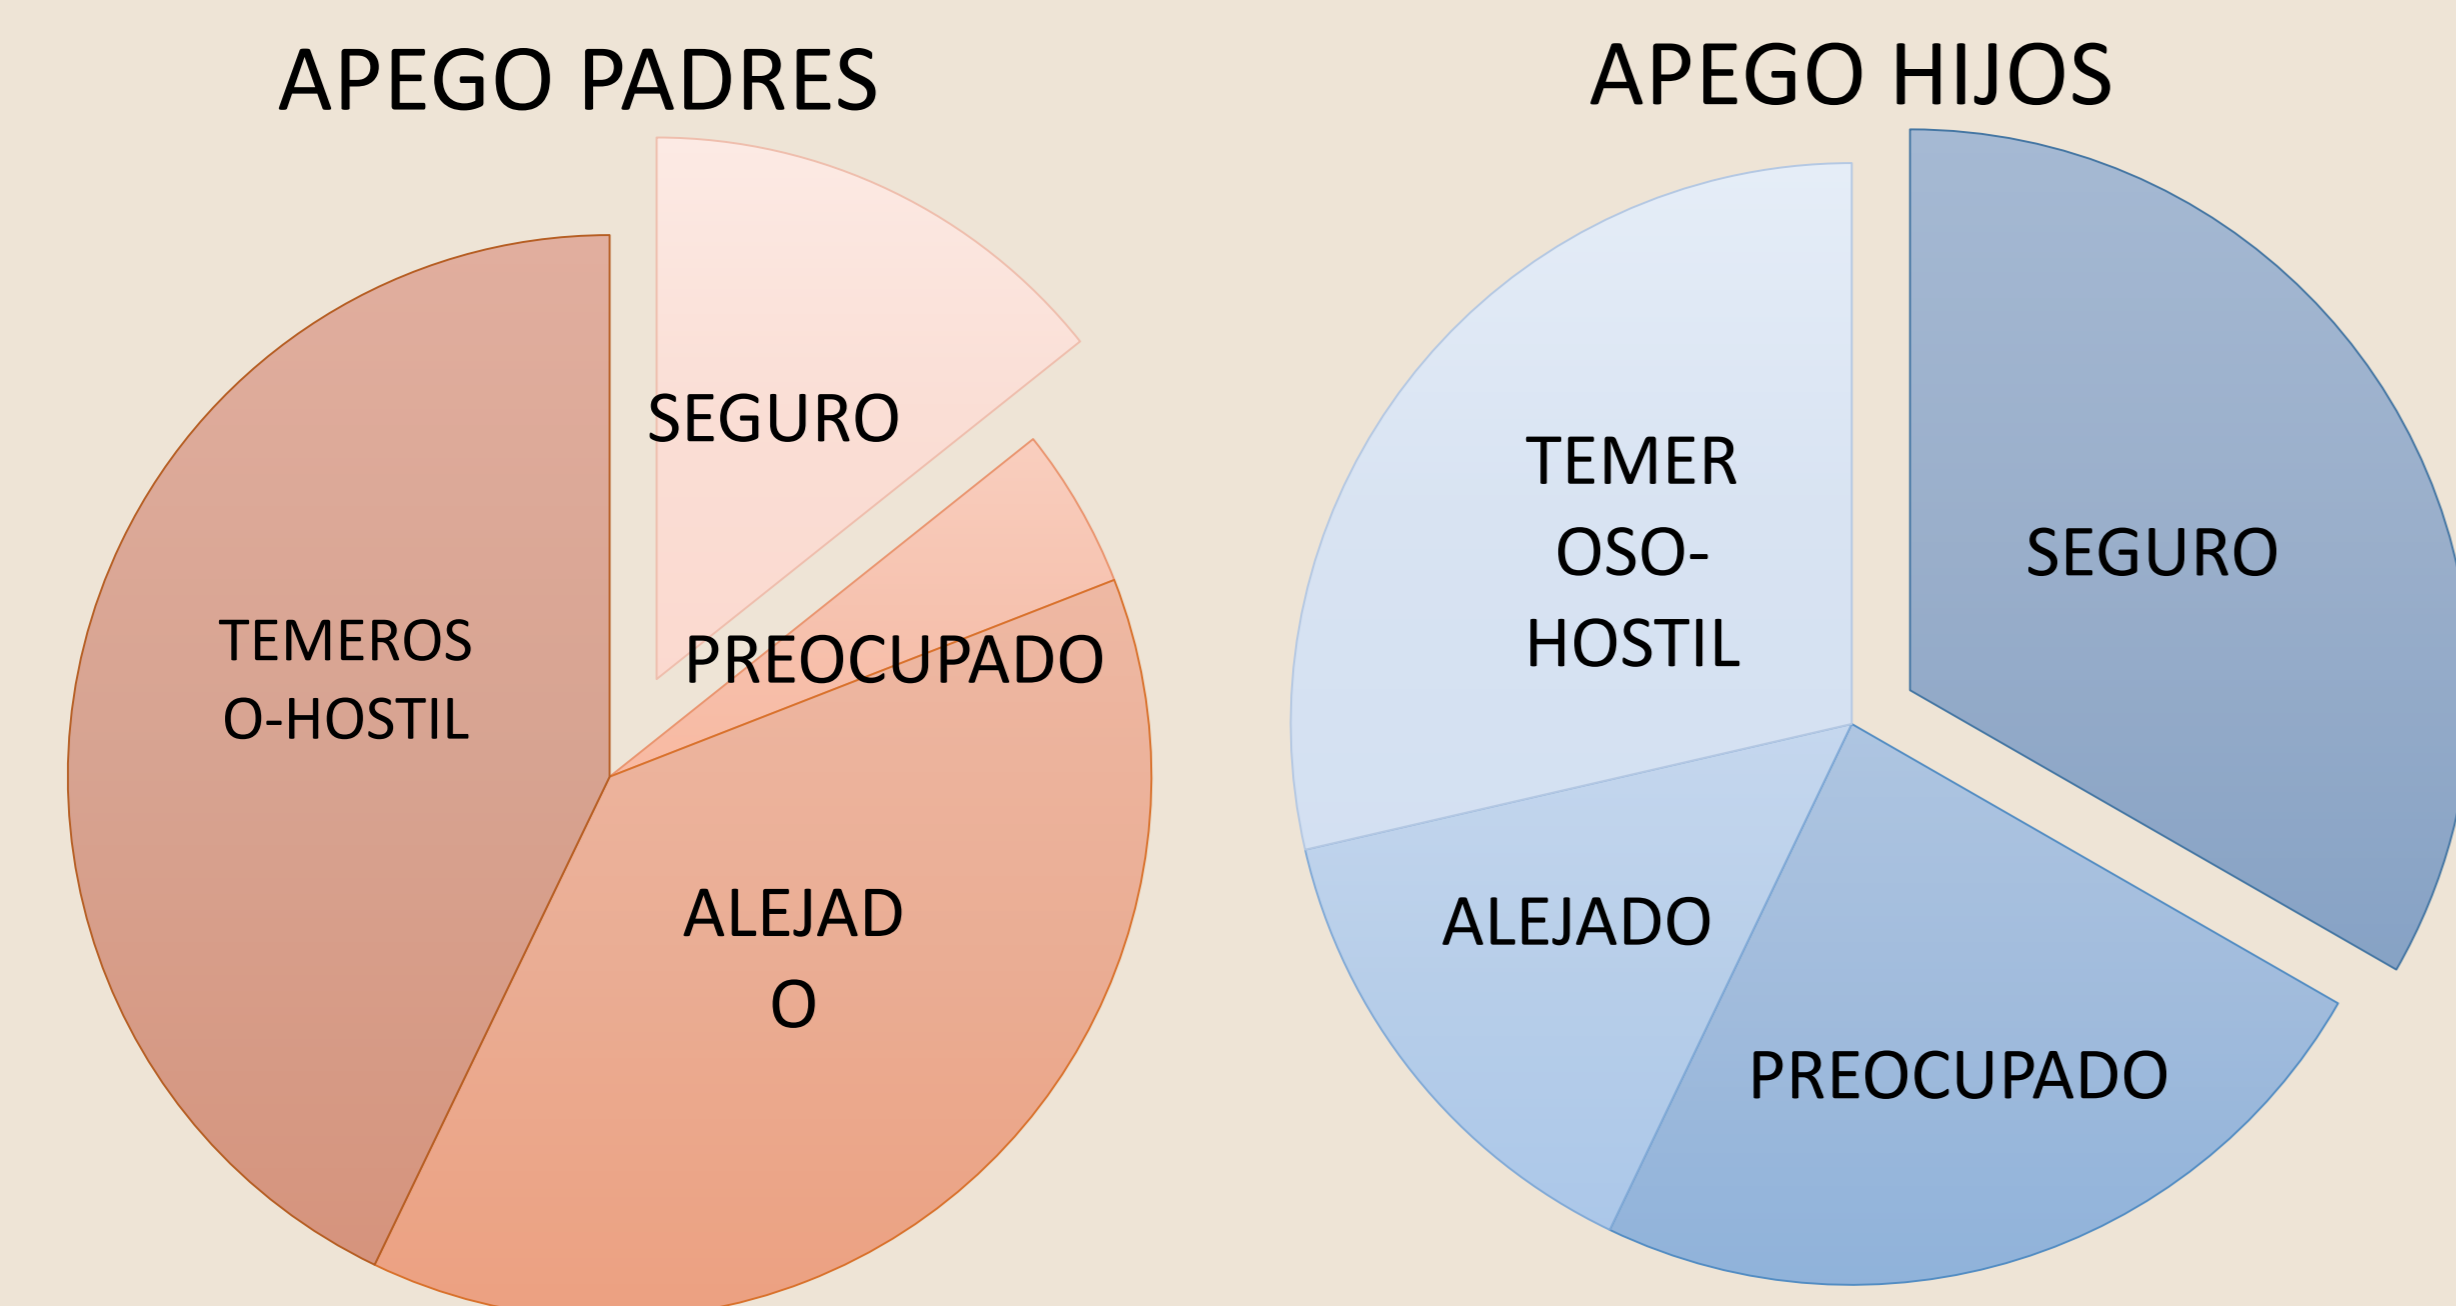 APEGO PADRES
SEGURO
PREOCUPADO
ALEJAD
O
TEMEROS
O-HOSTIL
APEGO HIJOS
SEGURO
PREOCUPADO
ALEJADO
TEMER
OSO-
HOSTIL